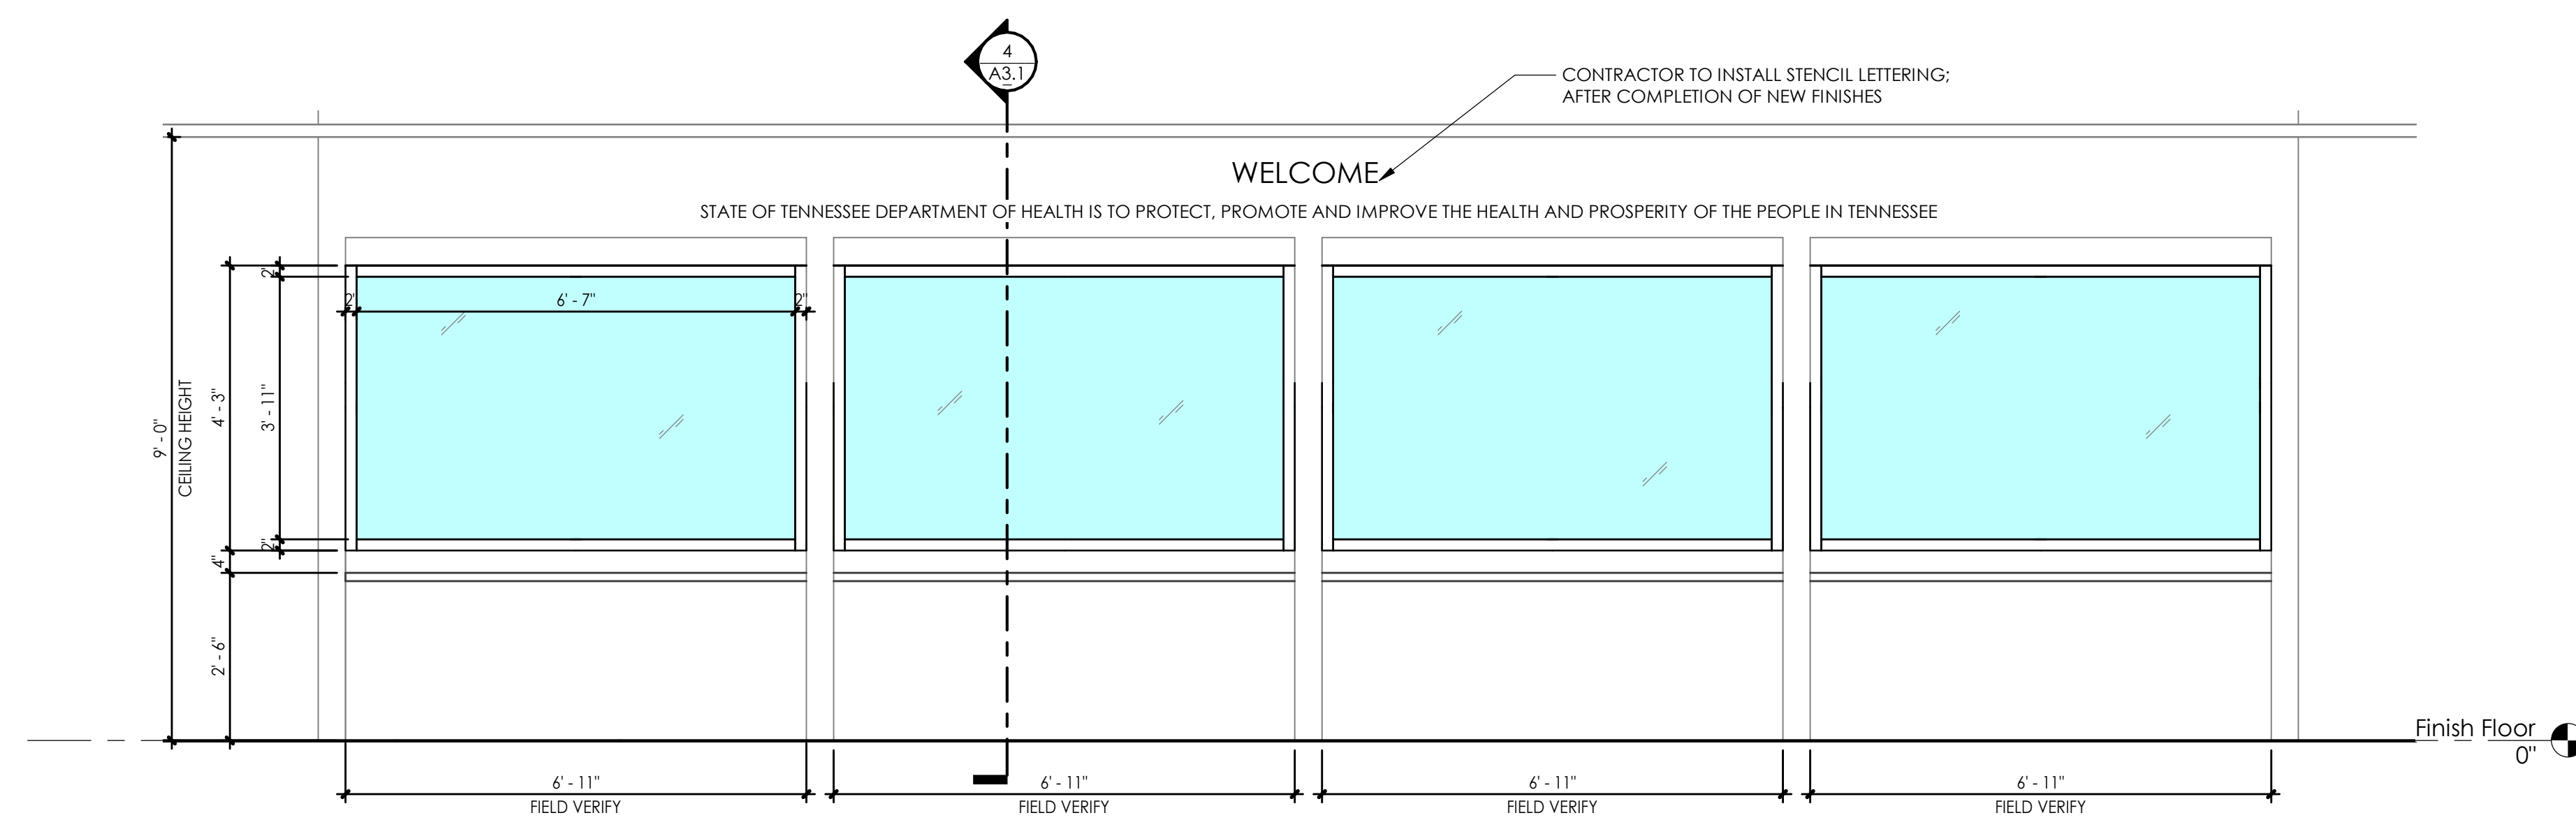 4
A3.1
CONTRACTOR TO INSTALL STENCIL LETTERING;
AFTER COMPLETION OF NEW FINISHES
WELCOME
STATE OF TENNESSEE DEPARTMENT OF HEALTH IS TO PROTECT, PROMOTE AND IMPROVE THE HEALTH AND PROSPERITY OF THE PEOPLE IN TENNESSEE
2"
2"
6' - 7"
2"
9' - 0"
CEILING HEIGHT
4' - 3"
3' - 11"
2"
4"
2' - 6"
Finish Floor
0"
6' - 11"
FIELD VERIFY
6' - 11"
FIELD VERIFY
6' - 11"
FIELD VERIFY
6' - 11"
FIELD VERIFY